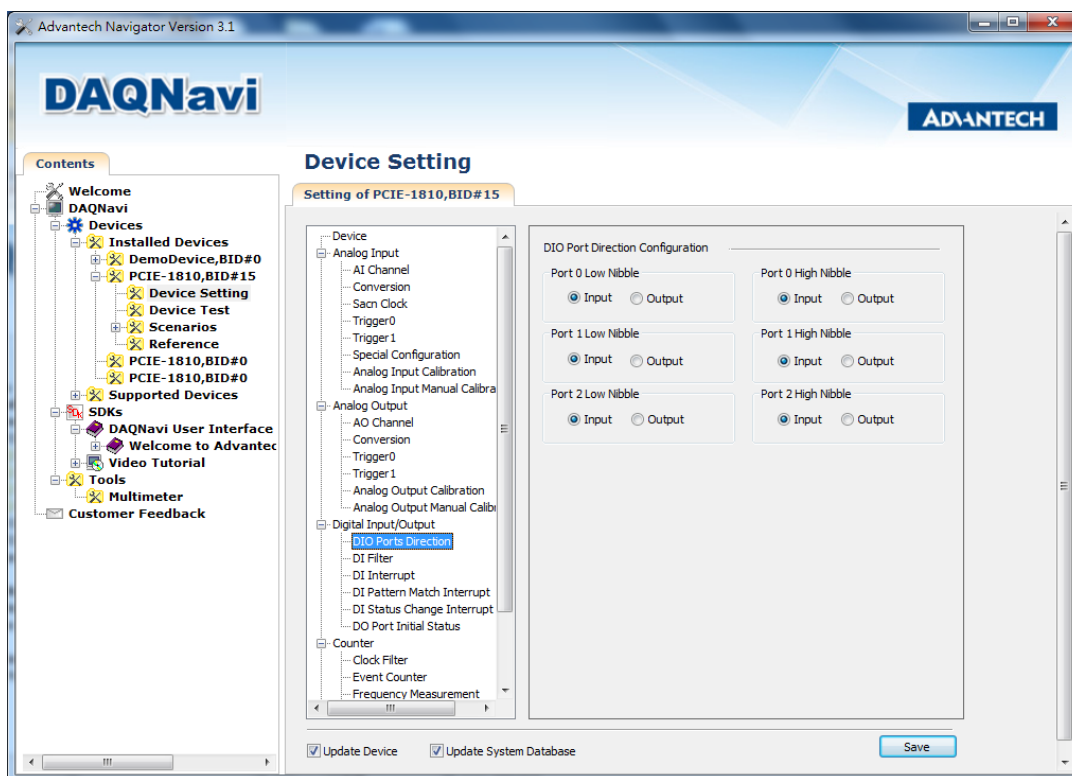 Advantech Navigator Version 3.1
DAQNavi
ADVANTECH
Contents
Welcome
DAQNavi
Devices
Installed Devices
DemoDevice,BID#0
PCIE-1810,BID#15
Device Setting
Device Test
Scenarios
Reference
PCIE-1810,BID#0
PCIE-1810,BID#0
Supported Devices
SDKs
DAQNavi User Interface
Welcome to Advantec
Video Tutorial
Tools
Multimeter
Customer Feedback
Device Setting
Setting of PCIE-1810,BID#15
Device
Analog Input
AI Channel
Conversion
Sacn Clock
Trigger0
Trigger1
Special Configuration
Analog Input Calibration
Analog Input Manual Calibra
Analog Output
AO Channel
Conversion
Trigger0
Trigger1
Analog Output Calibration
Analog Output Manual Calibr
Digital Input/Output
DIO Ports Direction
DI Filter
DI Interrupt
DI Pattern Match Interrupt
DI Status Change Interrupt
DO Port Initial Status
Counter
Clock Filter
Event Counter
Frequency Measurement
DIO Port Direction Configuration
Port 0 Low Nibble
Input Output
Port 0 High Nibble
Input Output
Port 1 Low Nibble
Input Output
Port 1 High Nibble
Input Output
Port 2 Low Nibble
Input Output
Port 2 High Nibble
Input Output
Update Device
Update System Database
Save